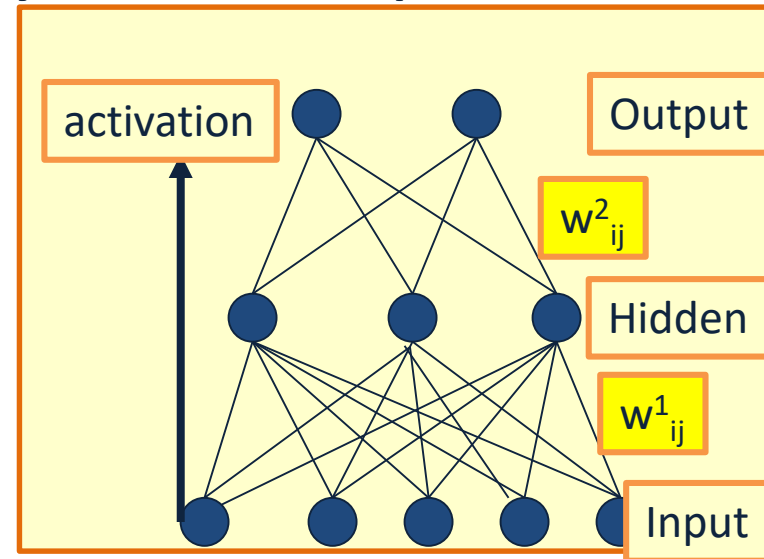 activation
Output
w²ᵢⱼ
Hidden
w¹ᵢⱼ
Input